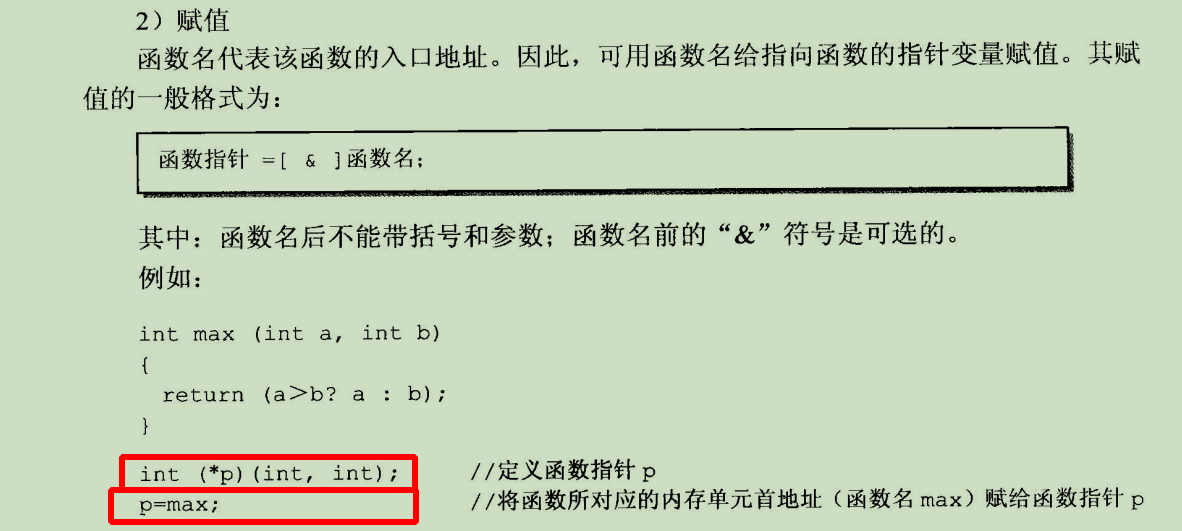 2）赋值
函数名代表该函数的入口地址。因此，可用函数名给指向函数的指针变量赋值。其赋
值的一般格式为：
函数指针 =[ & ]函数名;
其中：函数名后不能带括号和参数；函数名前的“&”符号是可选的。
例如：
int max (int a, int b)
{
return (a>b? a : b);
}
int (*p)(int, int); //定义函数指针p
p=max; //将函数所对应的内存单元首地址（函数名max）赋给函数指针p